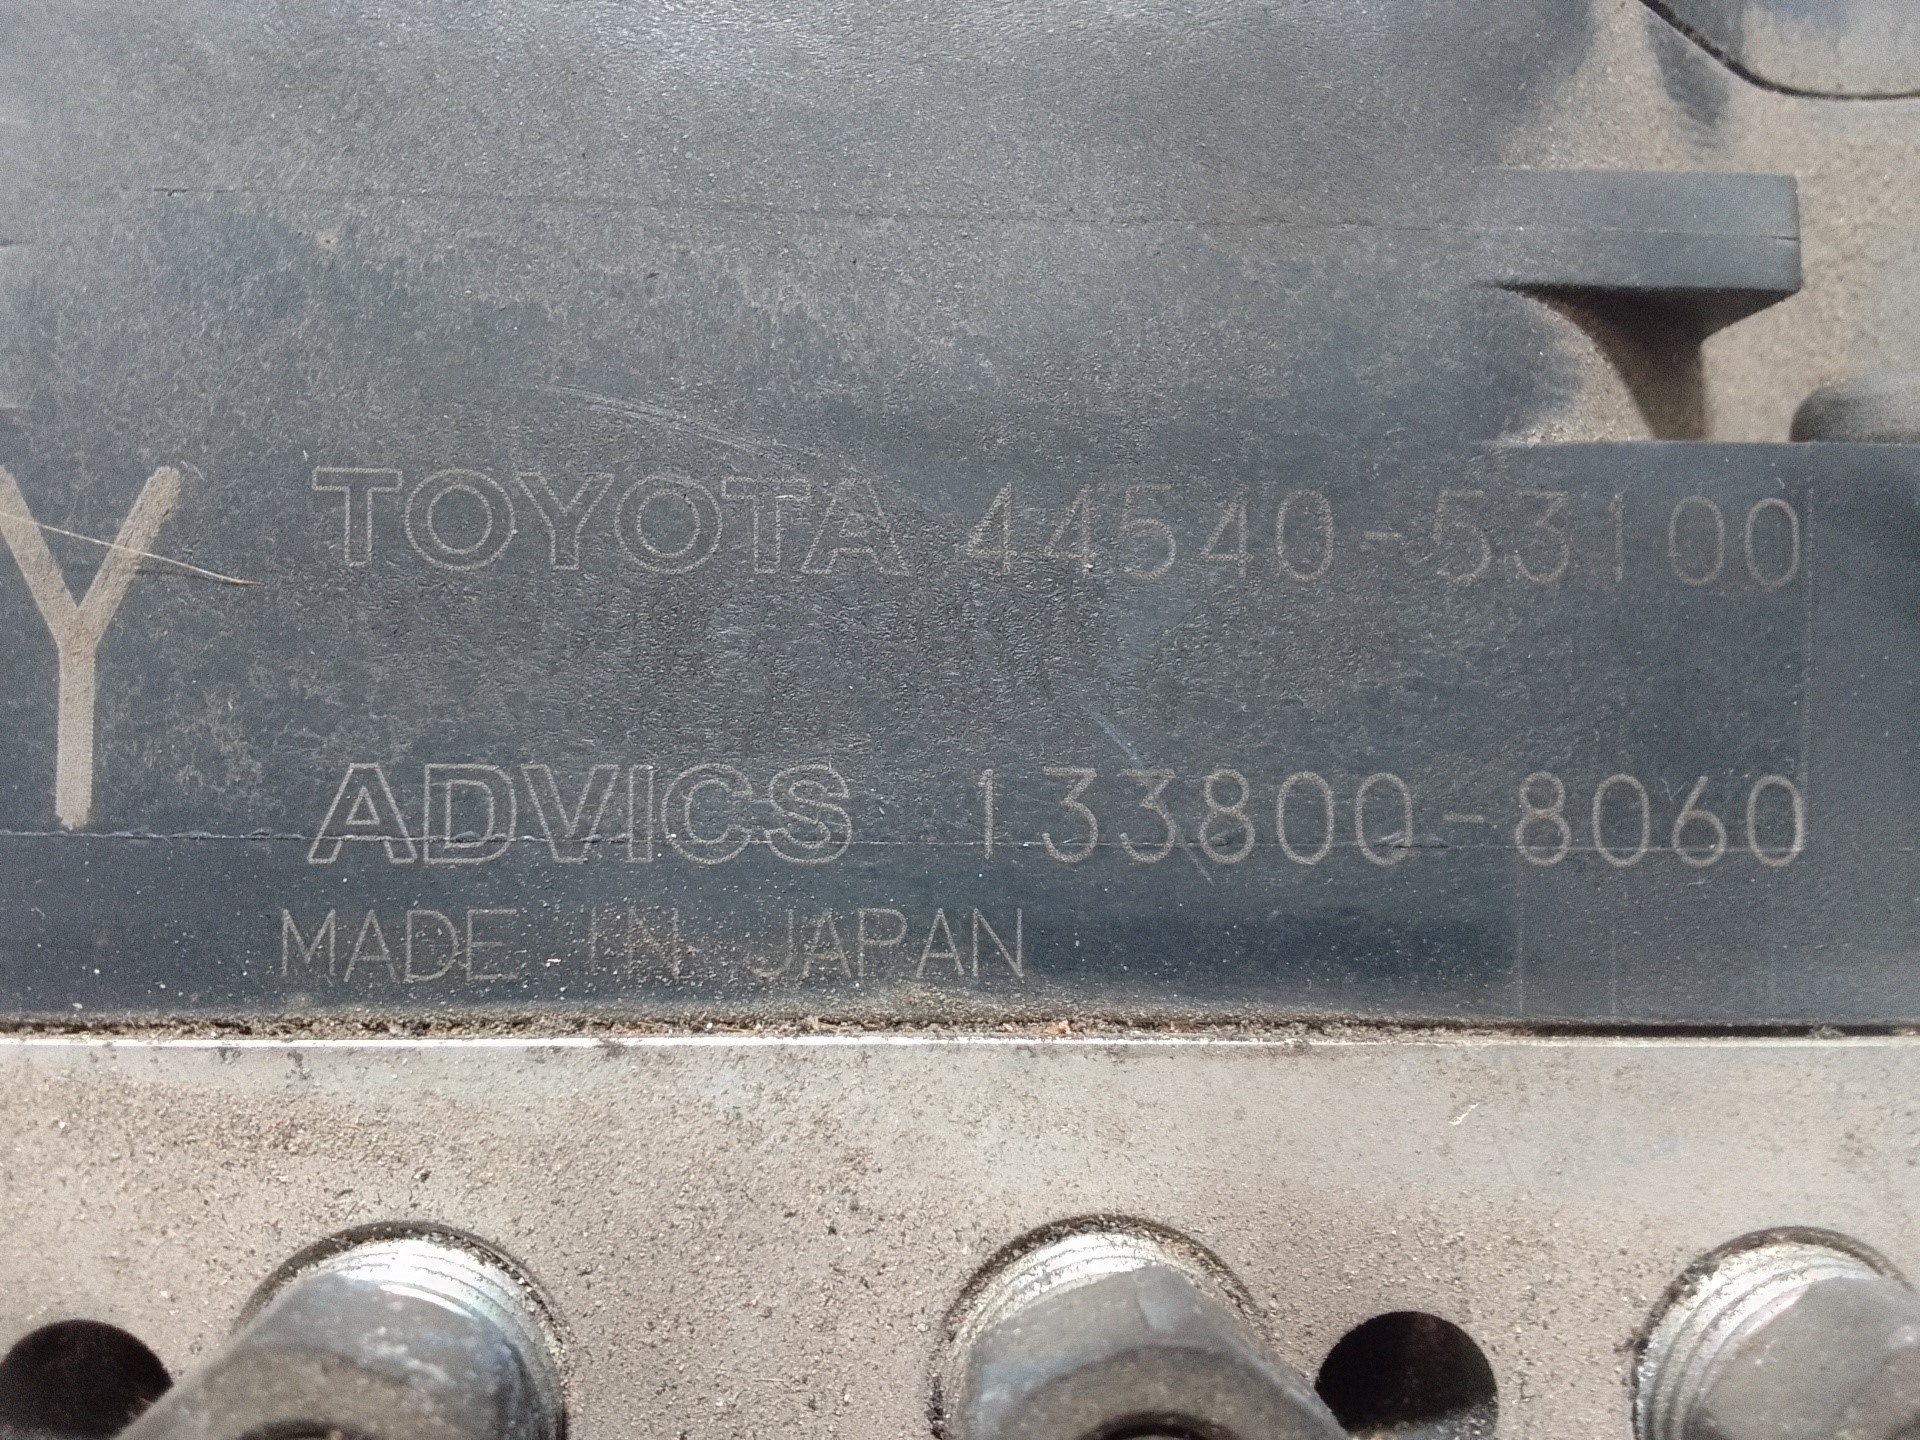 Y
TOYOTA 44540-53100
ADVICS 133800-8060
MADE IN JAPAN